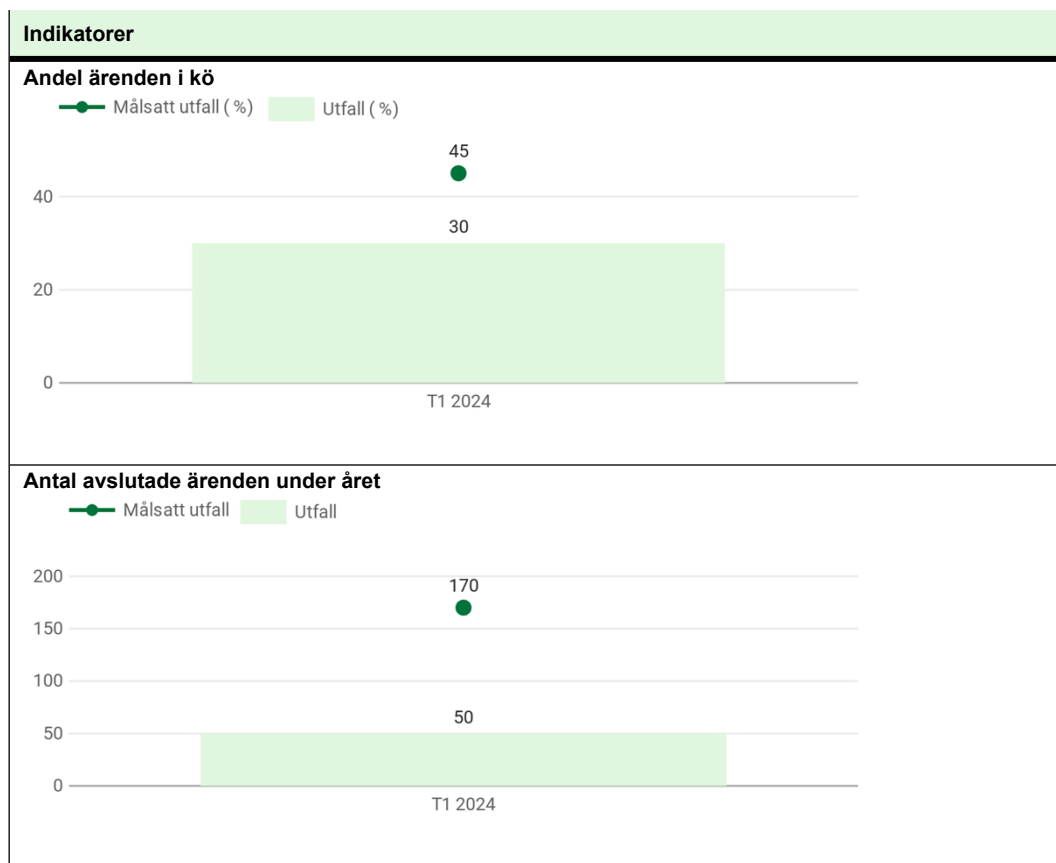 Indikatorer
Andel ärenden i kö
Målsatt utfall ( %) Utfall ( %)
45
40
30
20
0
T1 2024
Antal avslutade ärenden under året
Målsatt utfall Utfall
200
170
150
100
50
50
0
T1 2024